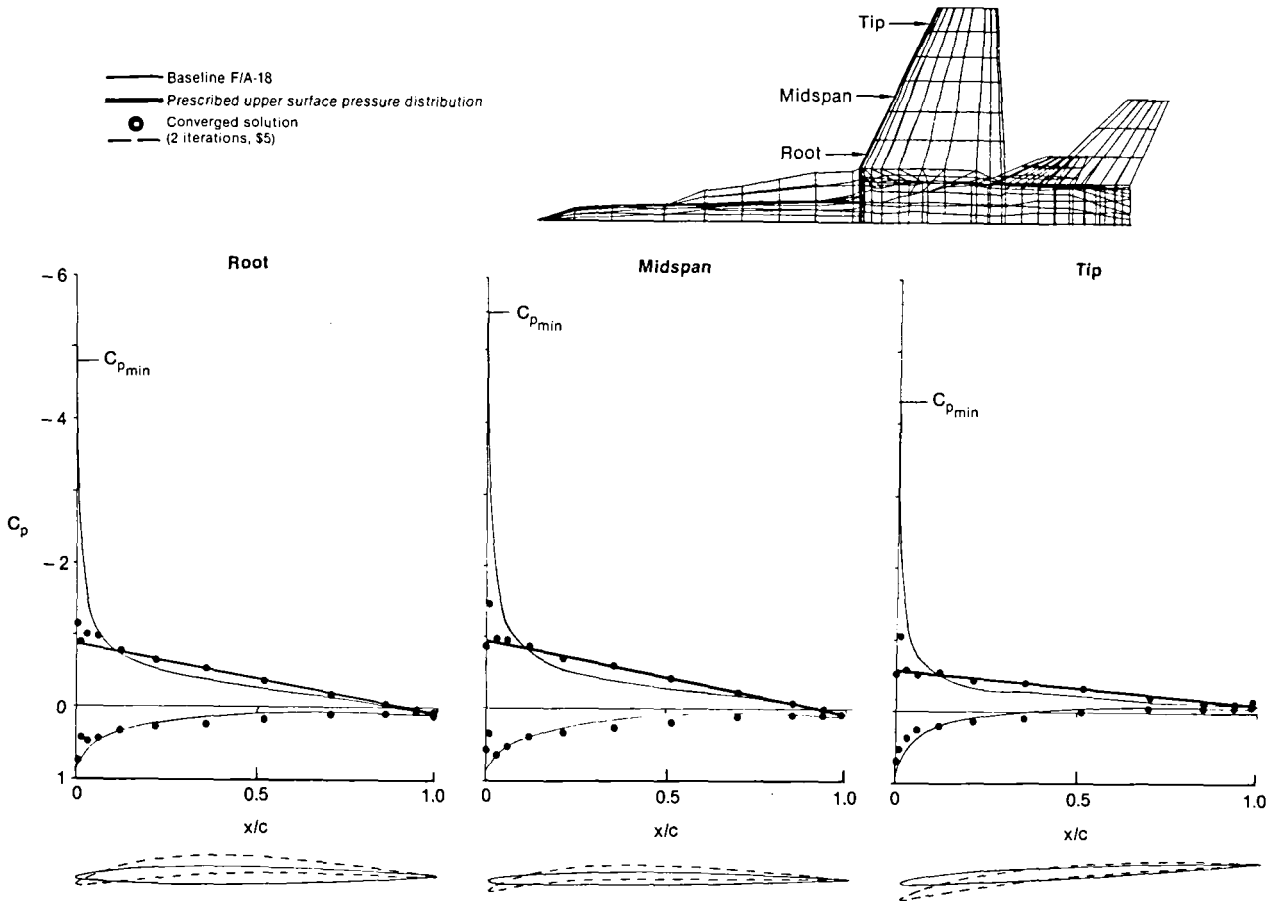 Baseline F/A-18
Prescribed upper surface pressure distribution
Converged solution
(2 iterations, $5)
Tip
Midspan
Root
Root
Midspan
Tip
-6
-4
-2
0
1
Cp
Cpmin
Cpmin
Cpmin
0
0.5
1.0
0
0.5
1.0
0
0.5
1.0
x/c
x/c
x/c